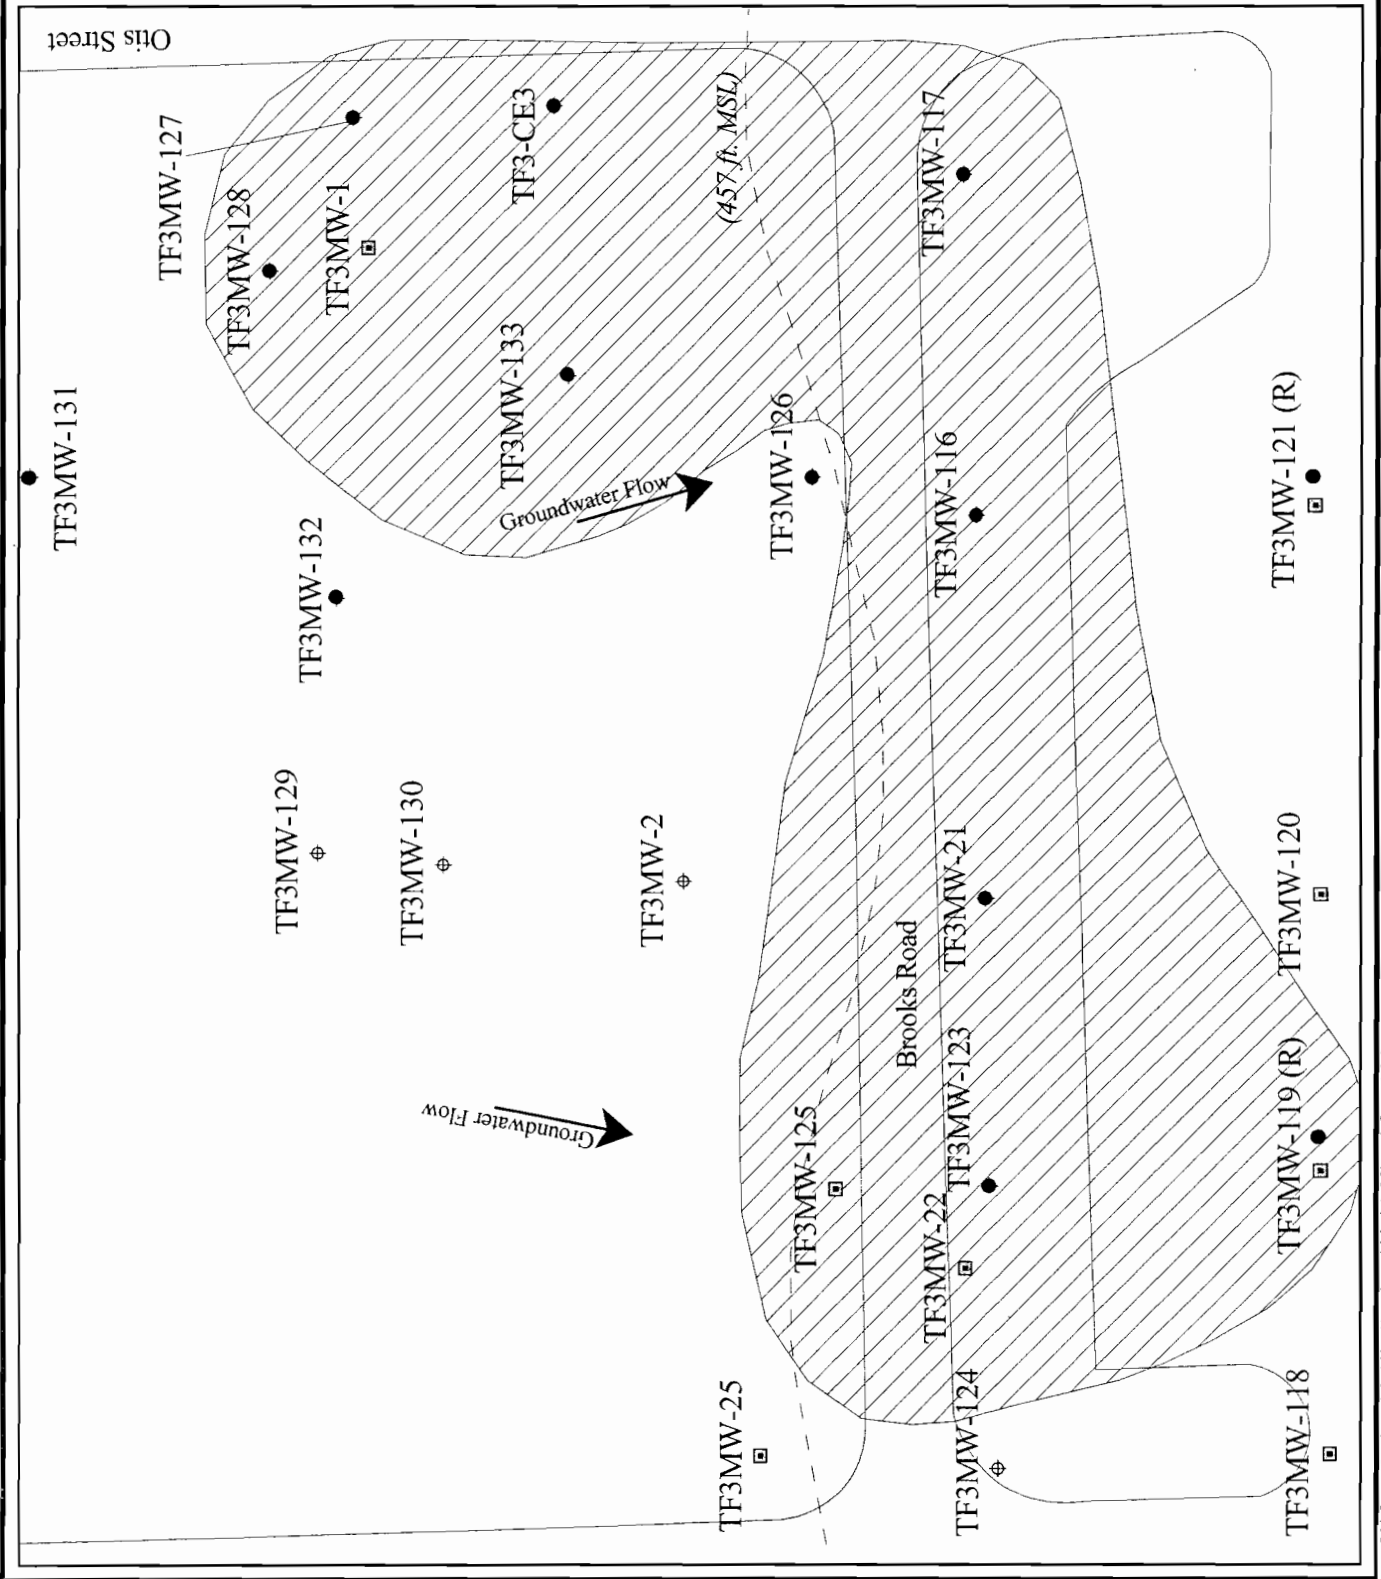 Otis Street
TF3MW-127
TF3MW-128
TF3MW-1
TF3-CE3
(457 ft. MSL)
TF3MW-117
TF3MW-131
TF3MW-133
TF3MW-132
Groundwater Flow
TF3MW-126
TF3MW-116
TF3MW-121 (R)
TF3MW-129
TF3MW-130
TF3MW-2
TF3MW-21
TF3MW-120
Brooks Road
Groundwater Flow
TF3MW-125
TF3MW-123
TF3MW-22
TF3MW-119 (R)
TF3MW-25
TF3MW-124
TF3MW-118